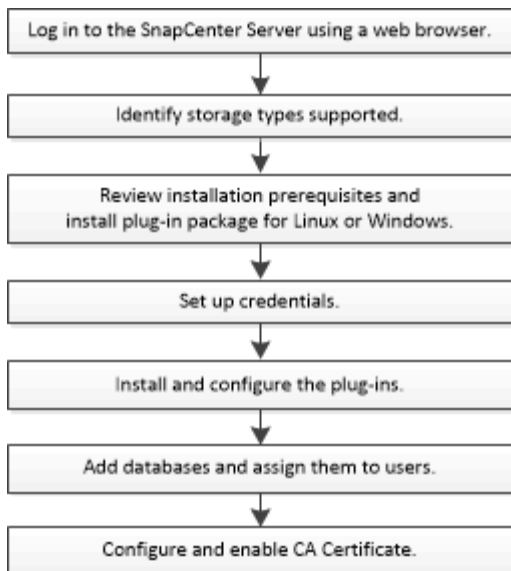 Log in to the SnapCenter Server using a web browser.
Identify storage types supported.
Review installation prerequisites and
install plug-in package for Linux or Windows.
Set up credentials.
Install and configure the plug-ins.
Add databases and assign them to users.
Configure and enable CA Certificate.